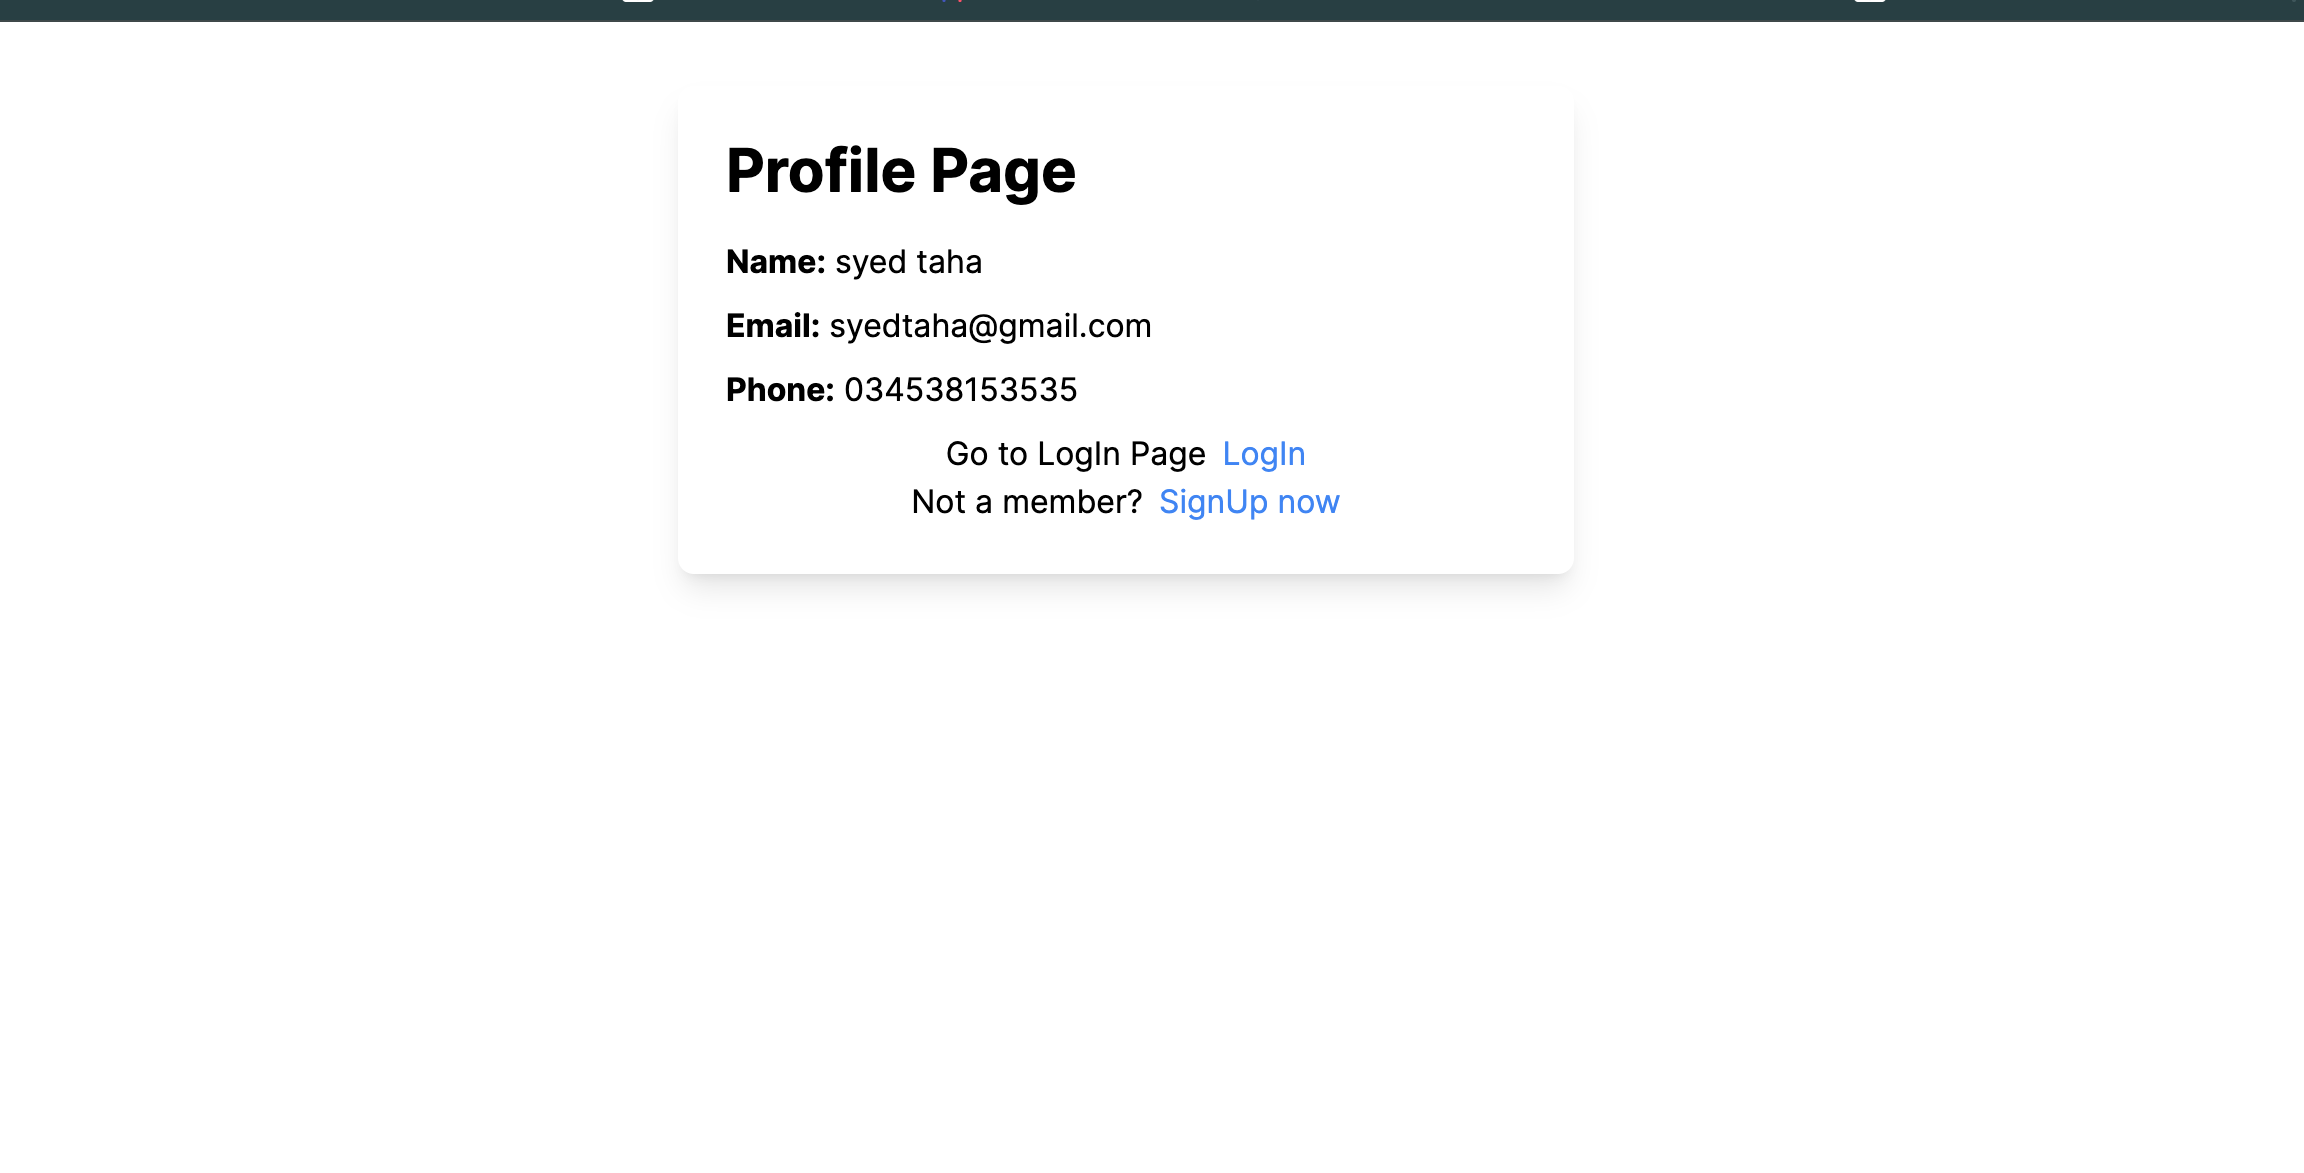 Profile Page
Name: syed taha
Email: syedtaha@gmail.com
Phone: 034538153535
Go to LogIn Page LogIn
Not a member? SignUp now